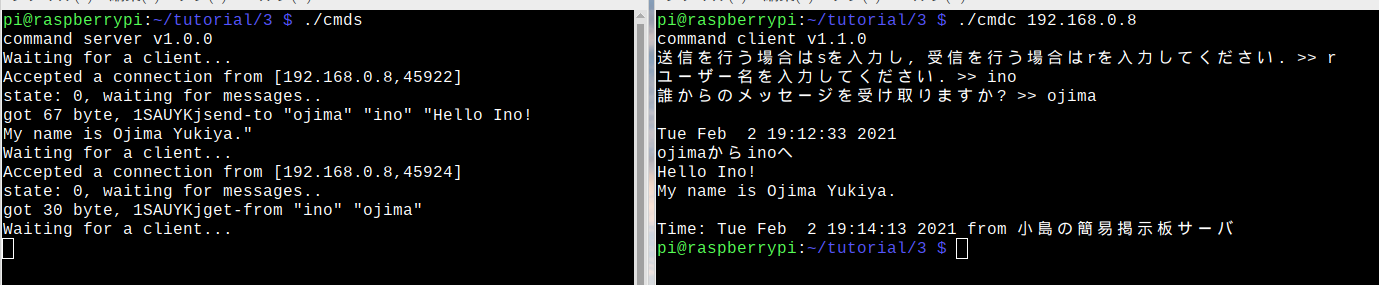 pi@raspberrypi:~/tutorial/3 $ ./cmds
command server v1.0.0
Waiting for a client...
Accepted a connection from [192.168.0.8,45922]
state: 0, waiting for messages..
got 67 byte, 1SAUYKjsend-to "ojima" "ino" "Hello Ino!
My name is Ojima Yukiya."
Waiting for a client...
Accepted a connection from [192.168.0.8,45924]
state: 0, waiting for messages..
got 30 byte, 1SAUYKjget-from "ino" "ojima"
Waiting for a client...
pi@raspberrypi:~/tutorial/3 $ ./cmdc 192.168.0.8
command client v1.1.0
送信を行う場合はsを入力し，受信を行う場合はrを入力してください．>> r
ユーザー名を入力してください．>> ino
誰からのメッセージを受け取りますか? >> ojima
Tue Feb  2 19:12:33 2021
ojimaからinoへ
Hello Ino!
My name is Ojima Yukiya.
Time: Tue Feb  2 19:14:13 2021 from 小島の簡易掲示板サーバ
pi@raspberrypi:~/tutorial/3 $